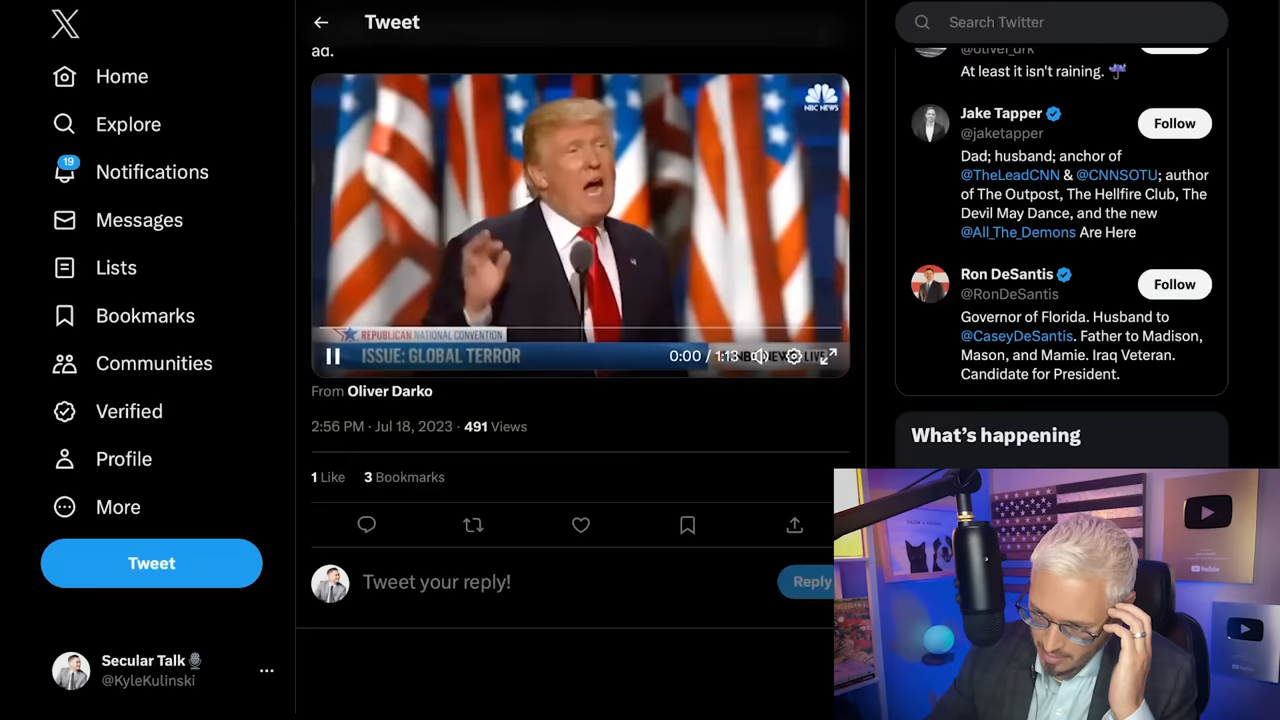 Home
Explore
19
Notifications
Messages
Lists
Bookmarks
Communities
Verified
Profile
More
Tweet
Secular Talk🎙️
@KyleKulinski
...
Tweet
ad.
NBC NEWS
REPUBLICAN NATIONAL CONVENTION
ISSUE: GLOBAL TERROR
0:00 / 1:13
From Oliver Darko
2:56 PM · Jul 18, 2023 · 491 Views
1 Like 3 Bookmarks
Tweet your reply!
Reply
Search Twitter
@oliver_drk
At least it isn't raining. ☔
Jake Tapper
@jaketapper
Follow
Dad; husband; anchor of
@TheLeadCNN & @CNNSOTU; author
of The Outpost, The Hellfire Club, The
Devil May Dance, and the new
@All_The_Demons Are Here
Ron DeSantis
@RonDeSantis
Follow
Governor of Florida. Husband to
@CaseyDeSantis. Father to Madison,
Mason, and Mamie. Iraq Veteran.
Candidate for President.
What's happening
YouTube